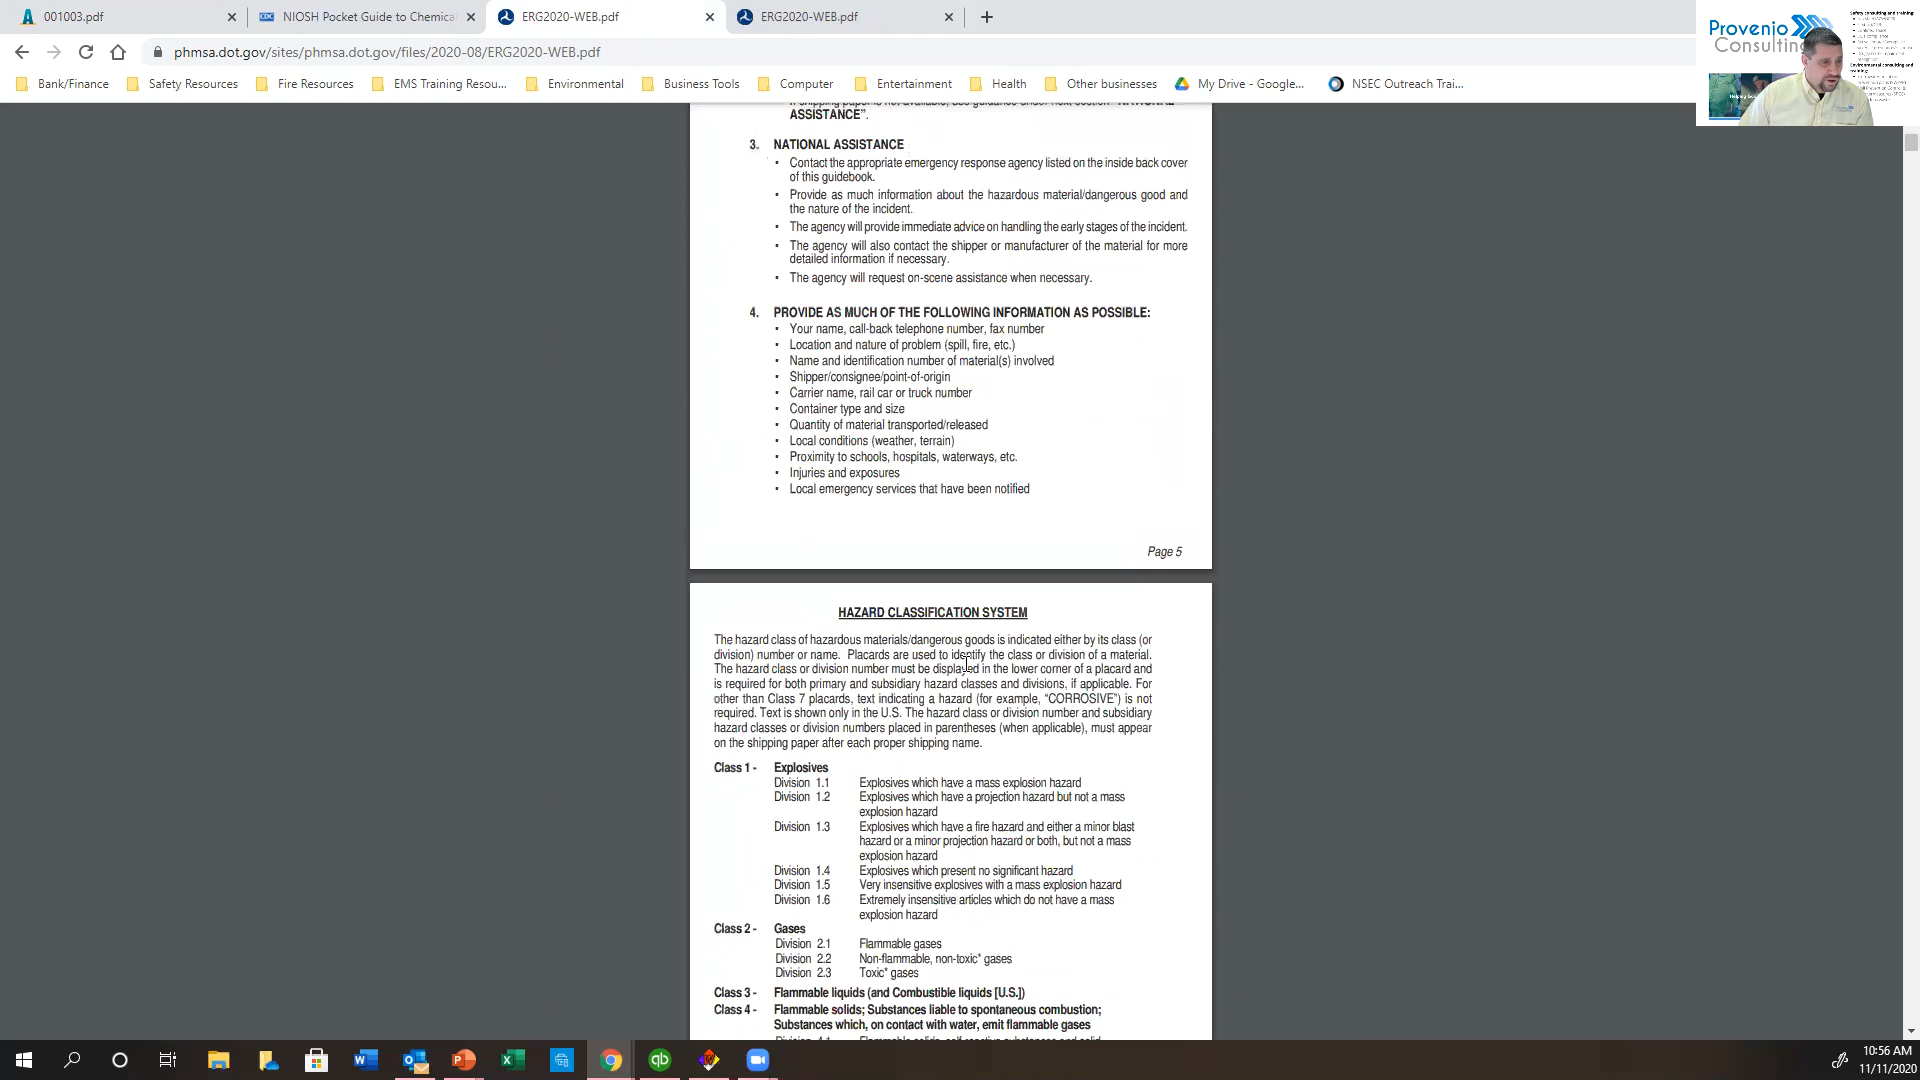 001003.pdf
NIOSH Pocket Guide to Chemical
ERG2020-WEB.pdf
ERG2020-WEB.pdf
phmsa.dot.gov/sites/phmsa.dot.gov/files/2020-08/ERG2020-WEB.pdf
Bank/Finance
Safety Resources
Fire Resources
EMS Training Resou...
Environmental
Business Tools
Computer
Entertainment
Health
Other businesses
My Drive - Google...
NSEC Outreach Trai...
Provenio
Consulting
Safety consulting and training:
Environmental consulting and
training:
ASSISTANCE".
3. NATIONAL ASSISTANCE
• Contact the appropriate emergency response agency listed on the inside back cover
of this guidebook.
• Provide as much information about the hazardous material/dangerous good and
the nature of the incident.
• The agency will provide immediate advice on handling the early stages of the incident.
• The agency will also contact the shipper or manufacturer of the material for more
detailed information if necessary.
• The agency will request on-scene assistance when necessary.
4. PROVIDE AS MUCH OF THE FOLLOWING INFORMATION AS POSSIBLE:
• Your name, call-back telephone number, fax number
• Location and nature of problem (spill, fire, etc.)
• Name and identification number of material(s) involved
• Shipper/consignee/point-of-origin
• Carrier name, rail car or truck number
• Container type and size
• Quantity of material transported/released
• Local conditions (weather, terrain)
• Proximity to schools, hospitals, waterways, etc.
• Injuries and exposures
• Local emergency services that have been notified
Page 5
HAZARD CLASSIFICATION SYSTEM
The hazard class of hazardous materials/dangerous goods is indicated either by its class (or
division) number or name. Placards are used to identify the class or division of a material.
The hazard class or division number must be displayed in the lower corner of a placard and
is required for both primary and subsidiary hazard classes and divisions, if applicable. For
other than Class 7 placards, text indicating a hazard (for example, "CORROSIVE") is not
required. Text is shown only in the U.S. The hazard class or division number and subsidiary
hazard classes or division numbers placed in parentheses (when applicable), must appear
on the shipping paper after each proper shipping name.
Class 1 - Explosives
Division 1.1 Explosives which have a mass explosion hazard
Division 1.2 Explosives which have a projection hazard but not a mass
explosion hazard
Division 1.3 Explosives which have a fire hazard and either a minor blast
hazard or a minor projection hazard or both, but not a mass
explosion hazard
Division 1.4 Explosives which present no significant hazard
Division 1.5 Very insensitive explosives with a mass explosion hazard
Division 1.6 Extremely insensitive articles which do not have a mass
explosion hazard
Class 2 - Gases
Division 2.1 Flammable gases
Division 2.2 Non-flammable, non-toxic* gases
Division 2.3 Toxic* gases
Class 3 - Flammable liquids (and Combustible liquids [U.S.])
Class 4 - Flammable solids; Substances liable to spontaneous combustion;
Substances which, on contact with water, emit flammable gases
10:56 AM
11/11/2020